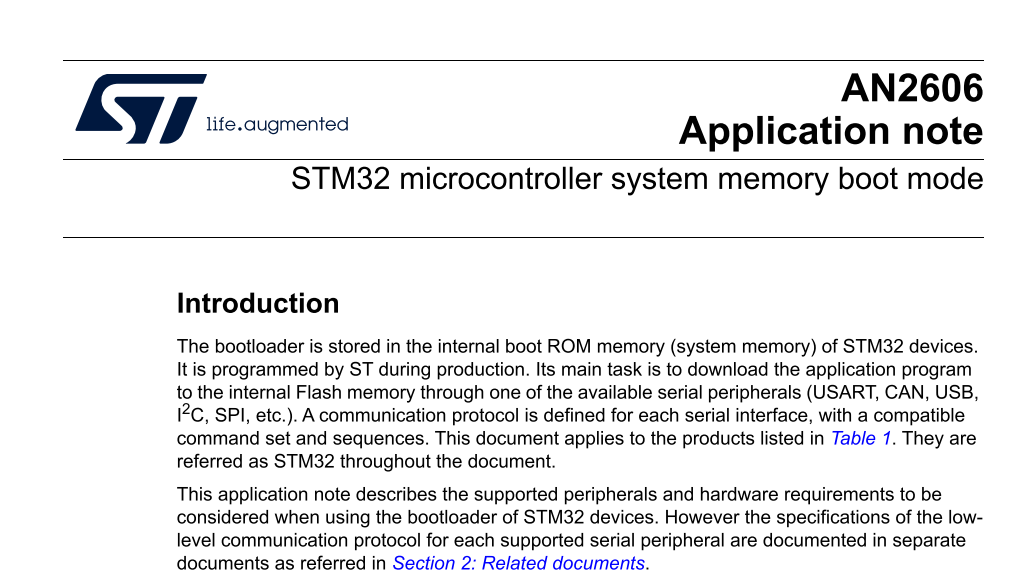 ST
life.augmented
AN2606
Application note
STM32 microcontroller system memory boot mode
Introduction
The bootloader is stored in the internal boot ROM memory (system memory) of STM32 devices.
It is programmed by ST during production. Its main task is to download the application program
to the internal Flash memory through one of the available serial peripherals (USART, CAN, USB,
I²C, SPI, etc.). A communication protocol is defined for each serial interface, with a compatible
command set and sequences. This document applies to the products listed in Table 1. They are
referred as STM32 throughout the document.
This application note describes the supported peripherals and hardware requirements to be
considered when using the bootloader of STM32 devices. However the specifications of the low-
level communication protocol for each supported serial peripheral are documented in separate
documents as referred in Section 2: Related documents.